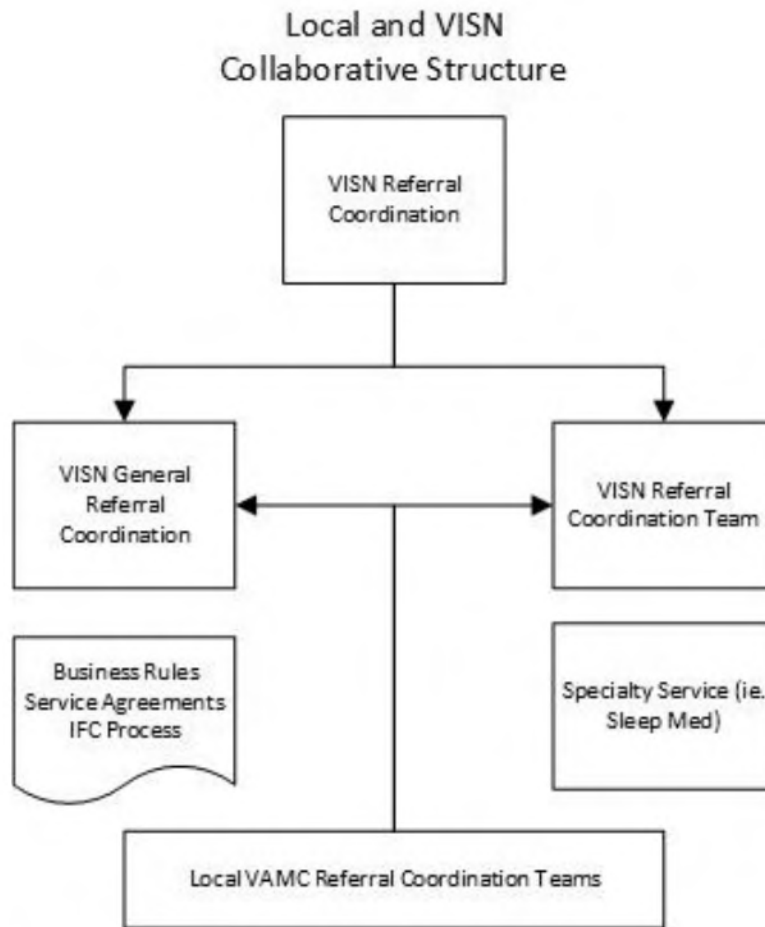 Local and VISN
Collaborative Structure
VISN Referral
Coordination
VISN General
Referral
Coordination
VISN Referral
Coordination Team
Business Rules
Service Agreements
IFC Process
Specialty Service (ie.
Sleep Med)
Local VAMC Referral Coordination Teams